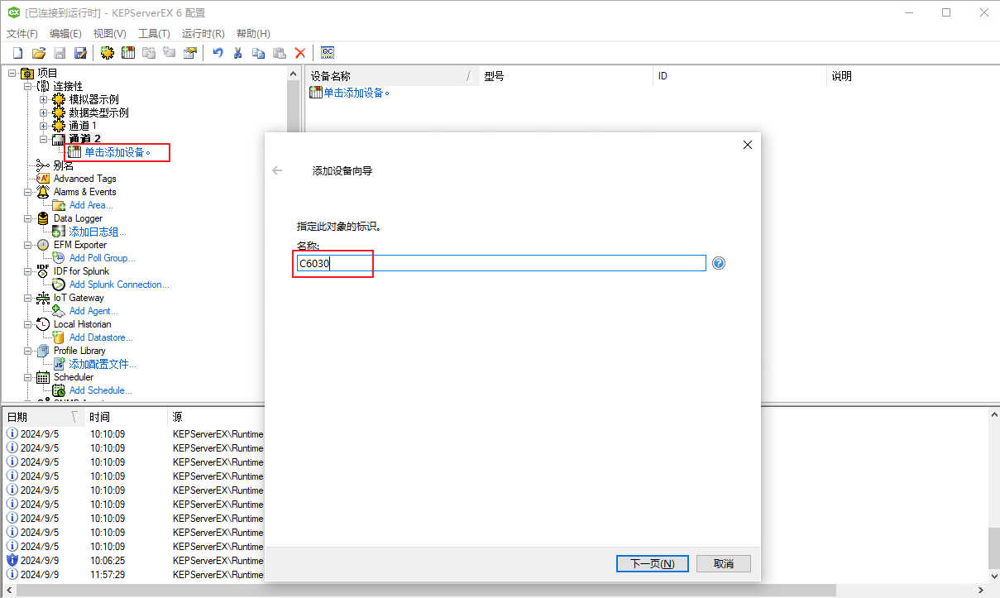 [已连接到运行时] - KEPServerEX 6 配置
文件(F) 编辑(E) 视图(V) 工具(T) 运行时(R) 帮助(H)
项目
连接性
模拟器示例
数据类型示例
通道 1
通道 2
单击添加设备。
别名
Advanced Tags
Alarms & Events
Add Area...
Data Logger
添加日志组...
EFM Exporter
Add Poll Group...
IDF for Splunk
Add Splunk Connection...
IoT Gateway
Add Agent...
Local Historian
Add Datastore...
Profile Library
添加配置文件...
Scheduler
Add Schedule...
设备名称 型号 ID 说明
单击添加设备。
添加设备向导
指定此对象的标识。
名称:
C6030
下一页(N) 取消
日期 时间 源
2024/9/5 10:10:09 KEPServerEX\Runtime
2024/9/5 10:10:09 KEPServerEX\Runtime
2024/9/5 10:10:09 KEPServerEX\Runtime
2024/9/5 10:10:09 KEPServerEX\Runtime
2024/9/5 10:10:09 KEPServerEX\Runtime
2024/9/5 10:10:09 KEPServerEX\Runtime
2024/9/5 10:10:09 KEPServerEX\Runtime
2024/9/5 10:10:09 KEPServerEX\Runtime
2024/9/5 10:10:09 KEPServerEX\Runtime
2024/9/9 10:06:25 KEPServerEX\Runtime
2024/9/9 11:57:29 KEPServerEX\Runtime